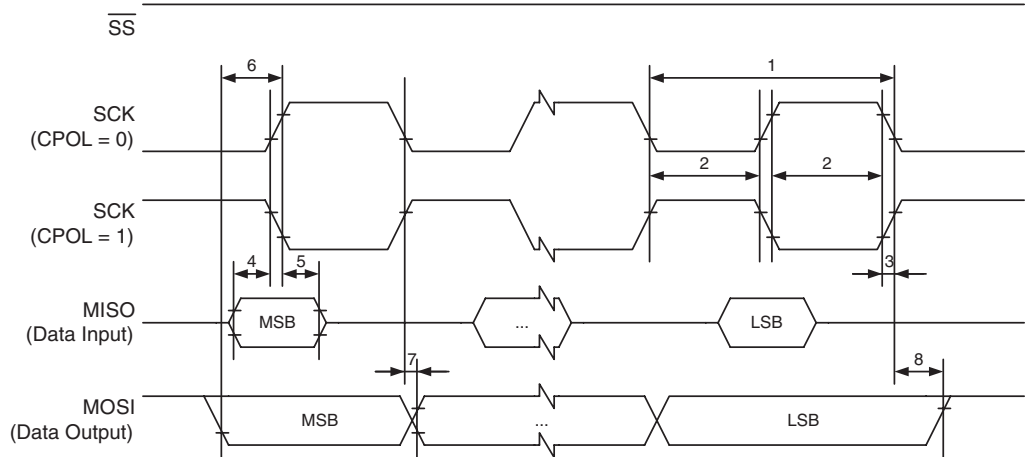 SS
6
1
SCK
(CPOL = 0)
2
2
SCK
(CPOL = 1)
4
5
3
MISO
(Data Input)
MSB
...
LSB
7
8
MOSI
(Data Output)
MSB
...
LSB